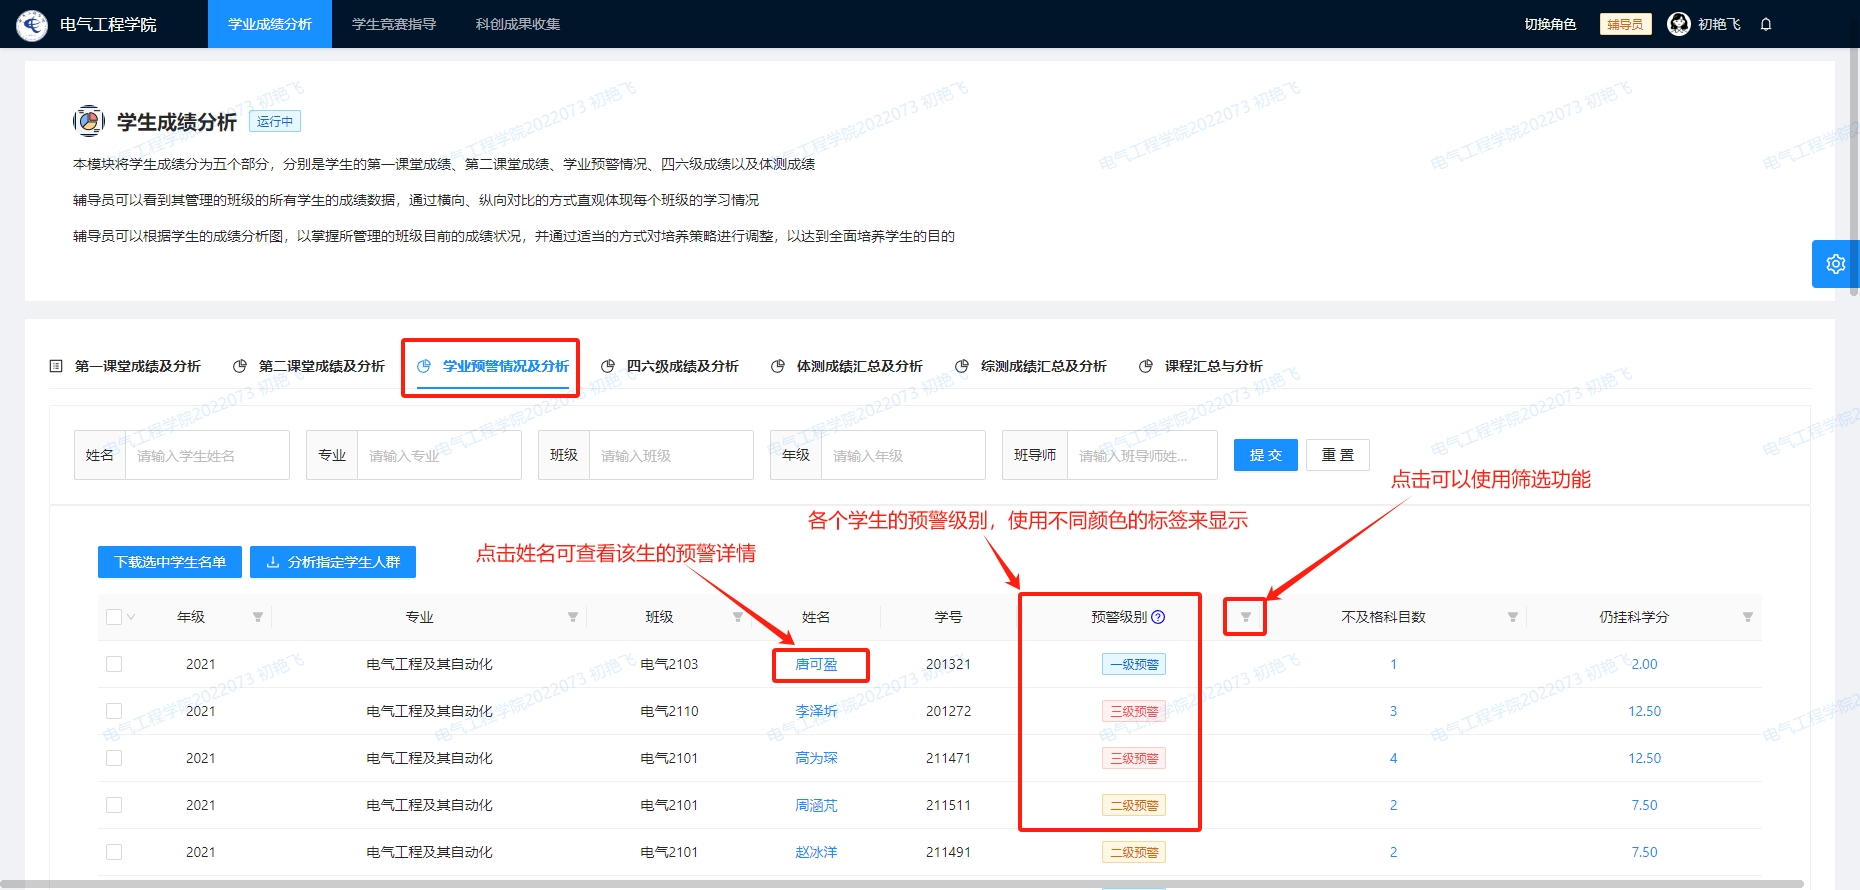 电气工程学院 学业成绩分析 学生竞赛指导 科创成果收集 切换角色 辅导员 初艳飞
学生成绩分析 运行中
本模块将学生成绩分为五个部分，分别是学生的第一课堂成绩、第二课堂成绩、学业预警情况、四六级成绩以及体测成绩
辅导员可以看到其管理的班级的所有学生的成绩数据，通过横向、纵向对比的方式直观体现每个班级的学习情况
辅导员可以根据学生的成绩分析图，以掌握所管理的班级目前的成绩状况，并通过适当的方式对培养策略进行调整，以达到全面培养学生的目的
第一课堂成绩及分析 第二课堂成绩及分析 学业预警情况及分析 四六级成绩及分析 体测成绩汇总及分析 综测成绩汇总及分析 课程汇总与分析
姓名 请输入学生姓名 专业 请输入专业 班级 请输入班级 年级 请输入年级 班导师 请输入班导师姓... 提 交 重 置
点击可以使用筛选功能
各个学生的预警级别，使用不同颜色的标签来显示
点击姓名可查看该生的预警详情
下载选中学生名单 分析指定学生人群
年级 专业 班级 姓名 学号 预警级别 不及格科目数 仍挂科学分
2021 电气工程及其自动化 电气2103 唐可盈 201321 一级预警 1 2.00
2021 电气工程及其自动化 电气2110 李泽圻 201272 三级预警 3 12.50
2021 电气工程及其自动化 电气2101 高为琛 211471 三级预警 4 12.50
2021 电气工程及其自动化 电气2101 周涵芃 211511 二级预警 2 7.50
2021 电气工程及其自动化 电气2101 赵冰洋 211491 二级预警 2 7.50
电气工程学院2022073 初艳飞